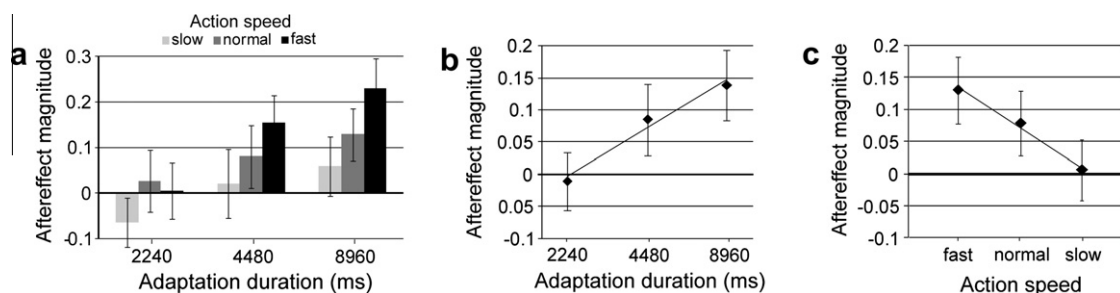 a
Action speed
slow normal fast
Aftereffect magnitude
0.3
0.2
0.1
0
-0.1
2240 4480 8960
Adaptation duration (ms)
b
Aftereffect magnitude
0.2
0.15
0.1
0.05
0
0.05
-0.1
2240 4480 8960
Adaptation duration (ms)
c
Aftereffect magnitude
0.2
0.15
0.1
0.05
0
0.05
-0.1
fast normal slow
Action speed